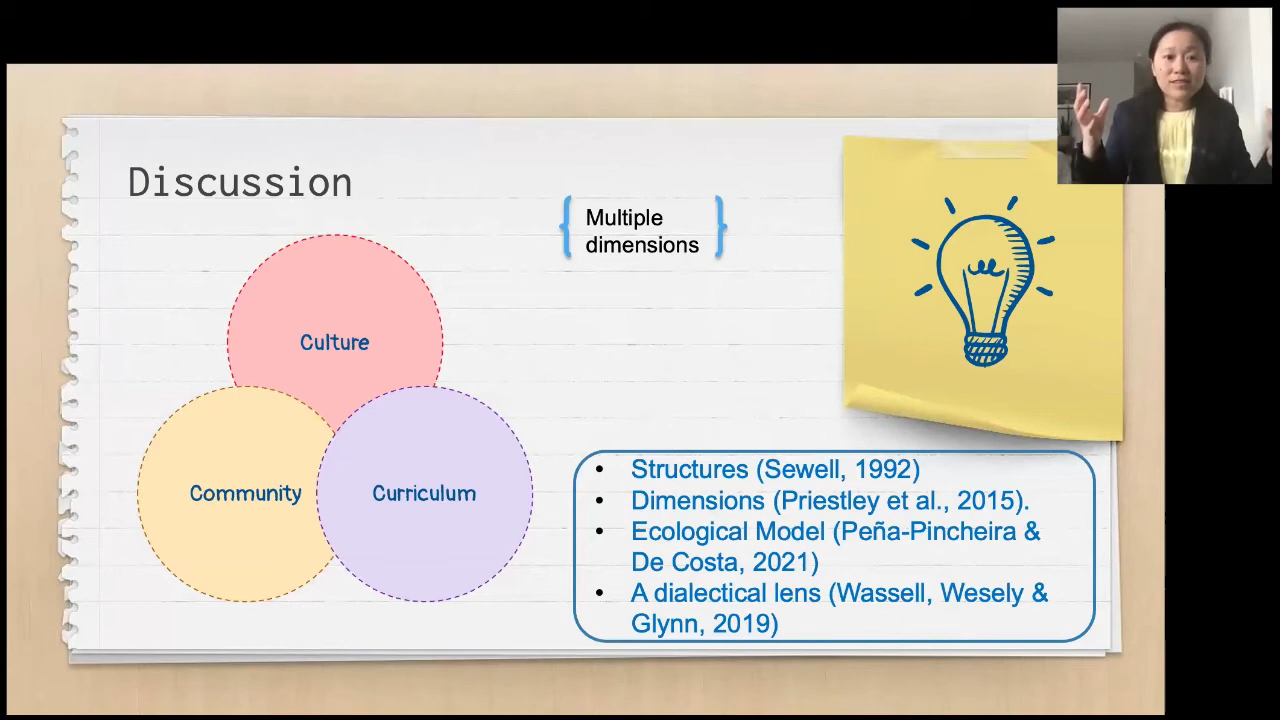 Discussion
Multiple
dimensions
Culture
Community
Curriculum
• Structures (Sewell, 1992)
• Dimensions (Priestley et al., 2015).
• Ecological Model (Peña-Pincheira &
De Costa, 2021)
• A dialectical lens (Wassell, Wesely &
Glynn, 2019)